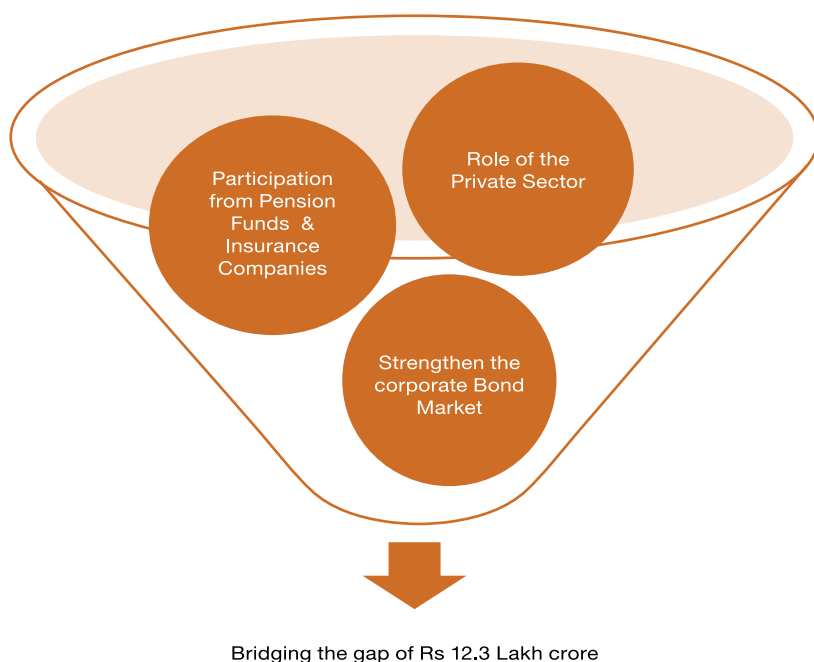 Participation
from Pension
Funds &
Insurance
Companies
Role of the
Private Sector
Strengthen the
corporate Bond
Market
Bridging the gap of Rs 12.3 Lakh crore